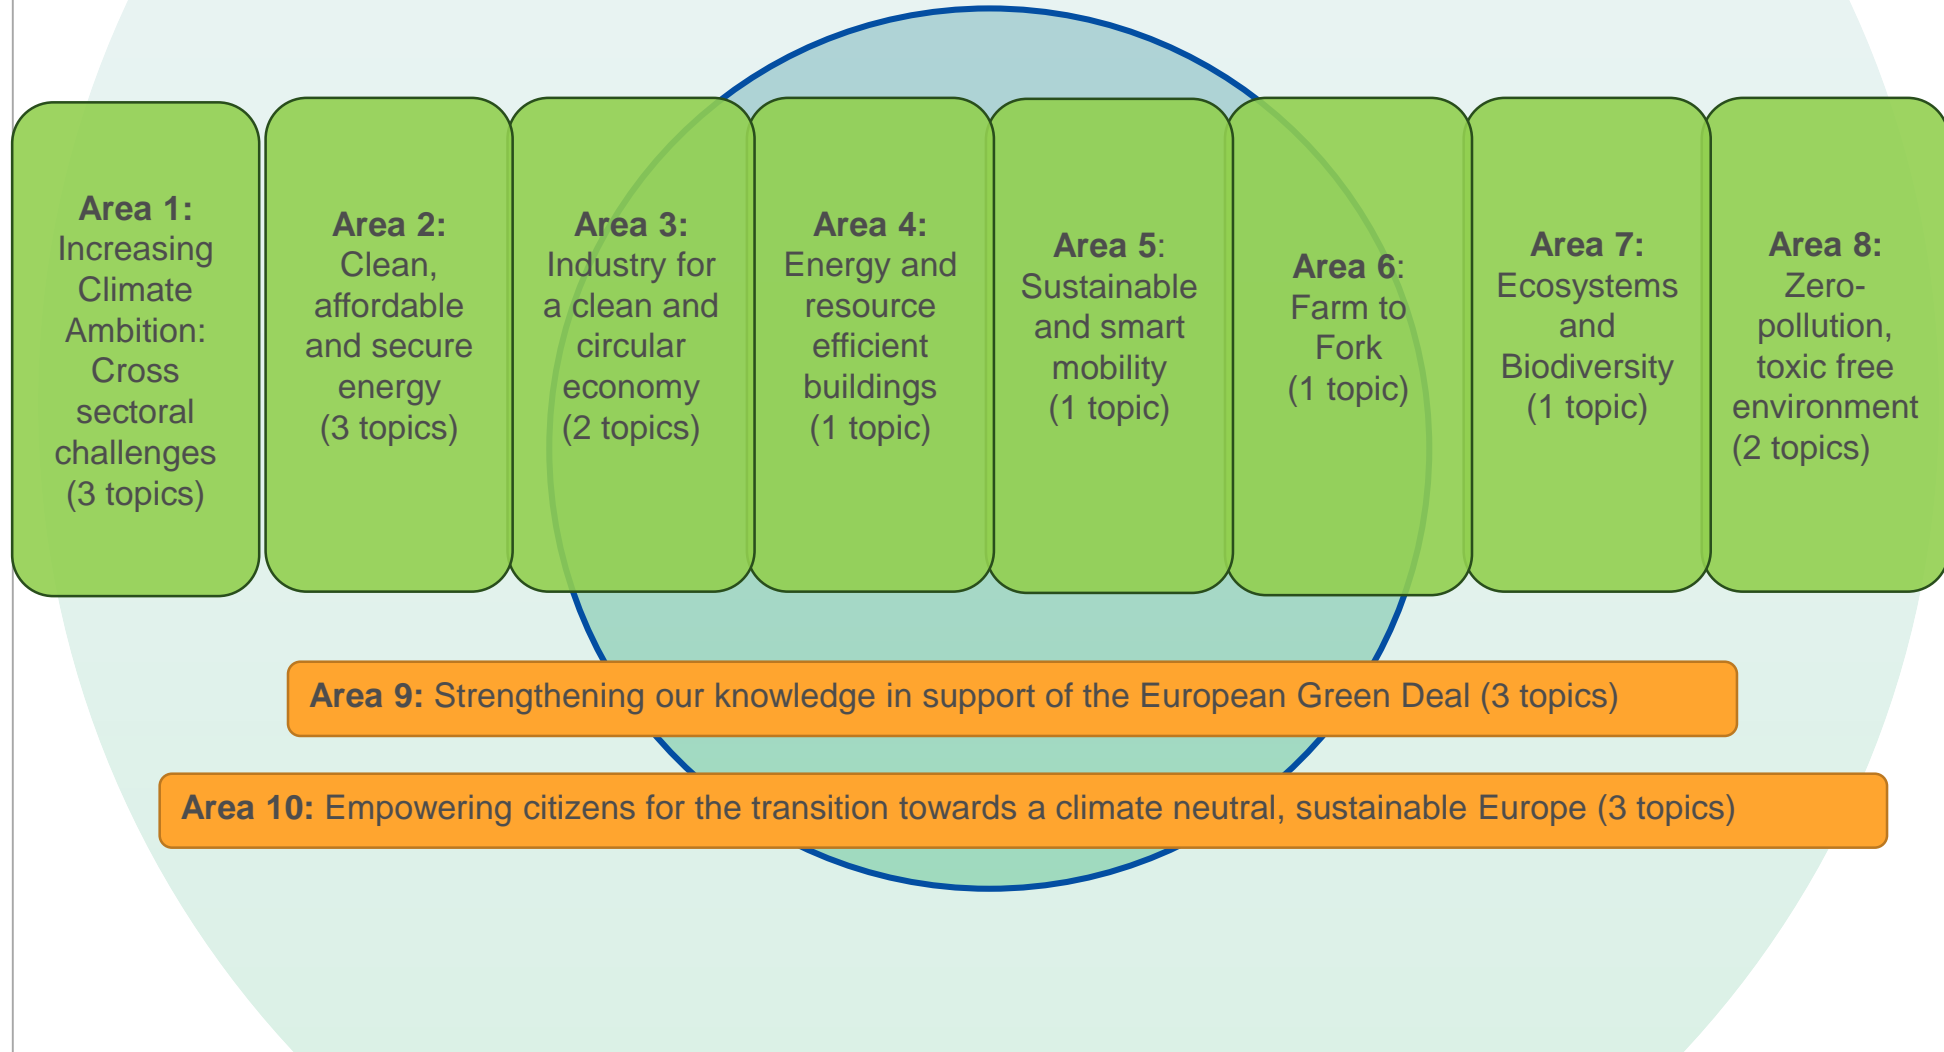 Area 1:
Increasing
Climate
Ambition:
Cross
sectoral
challenges
(3 topics)
Area 2:
Clean,
affordable
and secure
energy
(3 topics)
Area 3:
Industry for
a clean and
circular
economy
(2 topics)
Area 4:
Energy and
resource
efficient
buildings
(1 topic)
Area 5:
Sustainable
and smart
mobility
(1 topic)
Area 6:
Farm to
Fork
(1 topic)
Area 7:
Ecosystems
and
Biodiversity
(1 topic)
Area 8:
Zero-
pollution,
toxic free
environment
(2 topics)
Area 9: Strengthening our knowledge in support of the European Green Deal (3 topics)
Area 10: Empowering citizens for the transition towards a climate neutral, sustainable Europe (3 topics)